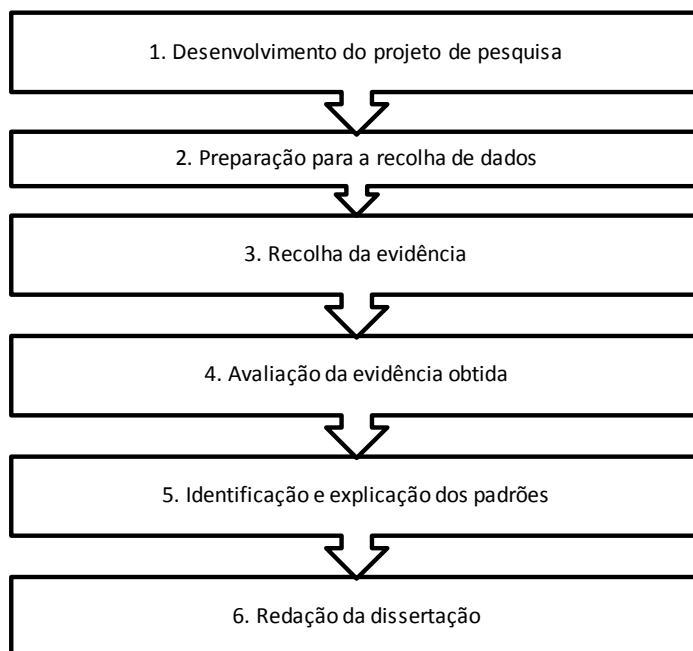 1. Desenvolvimento do projeto de pesquisa
2. Preparação para a recolha de dados
3. Recolha da evidência
4. Avaliação da evidência obtida
5. Identificação e explicação dos padrões
6. Redação da dissertação